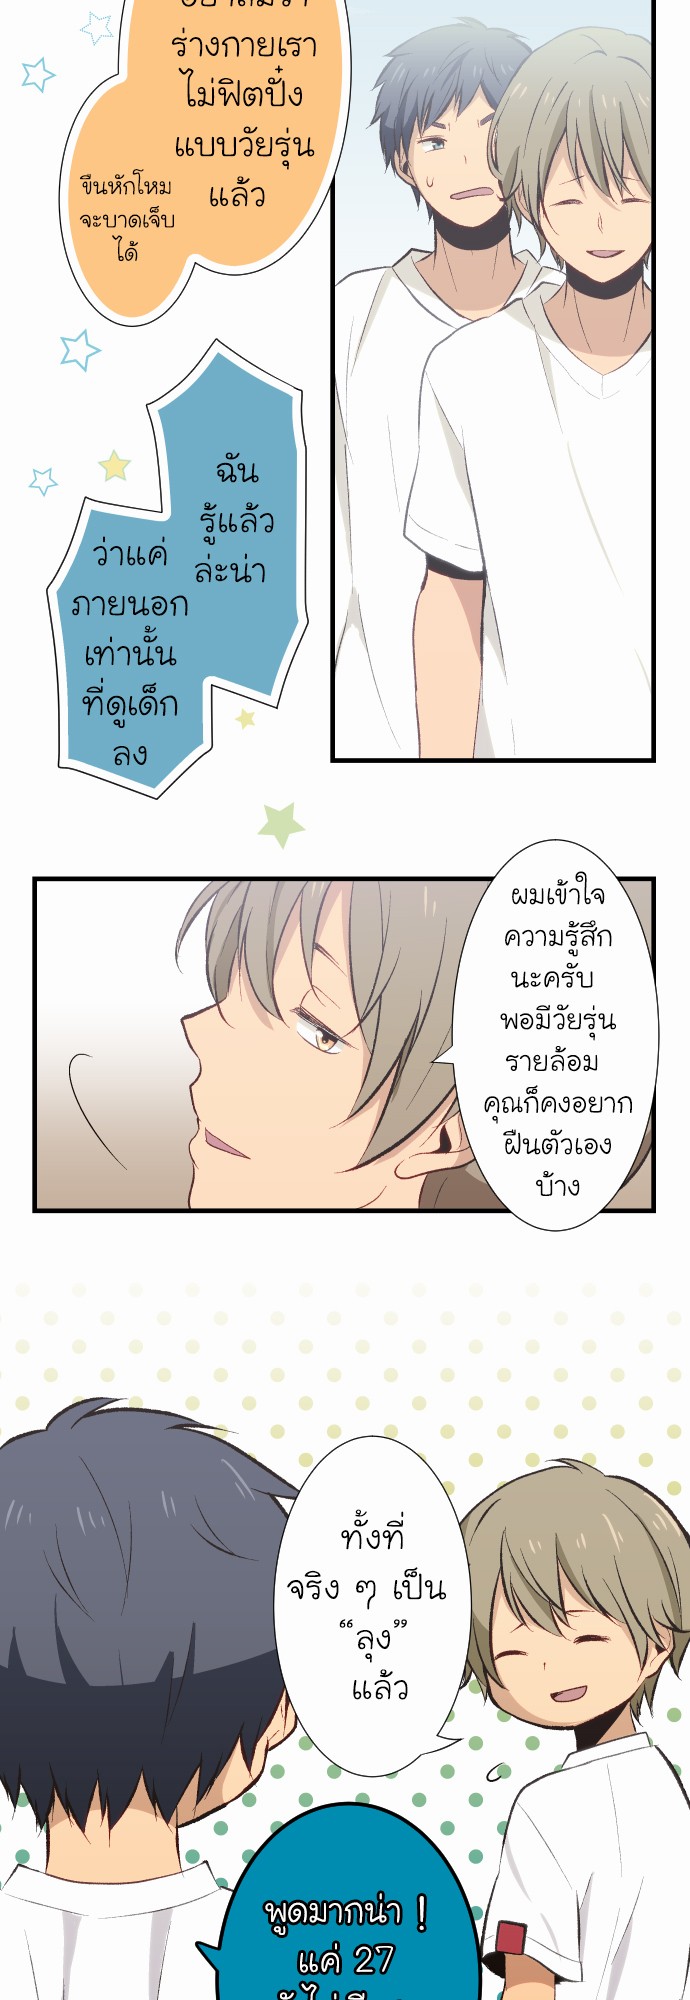 ร่างกายเรา
ไม่ฟิตปั๋ง
แบบวัยรุ่น
แล้ว
ขืนหักโหม
จะบาดเจ็บ
ได้
ฉัน
รู้แล้ว
ล่ะน่า
ว่าแค่
ภายนอก
เท่านั้น
ที่ดูเด็ก
ลง
ผมเข้าใจ
ความรู้สึก
นะครับ
พอมีวัยรุ่น
รายล้อม
คุณก็คงอยาก
ฝืนตัวเอง
บ้าง
ทั้งที่
จริง ๆ เป็น
“ลุง”
แล้ว
พูดมากน่า !
แค่ 27